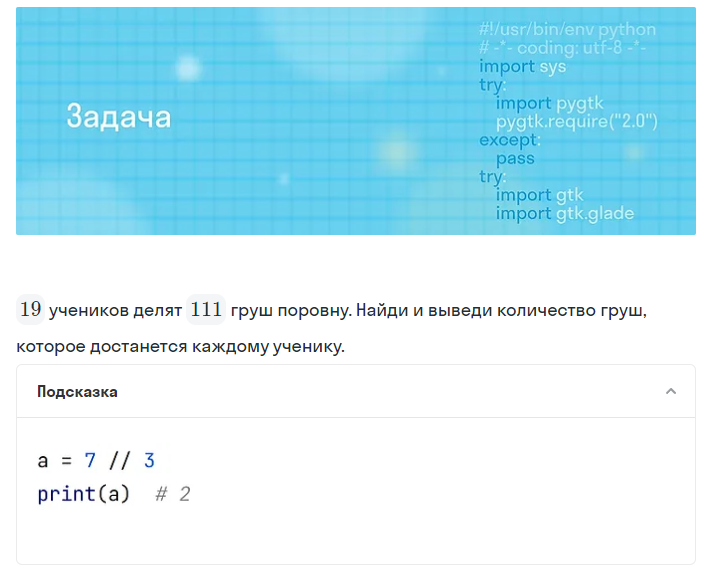 Задача
#!/usr/bin/env python
# -*- coding: utf-8 -*-
import sys
try:
import pygtk
pygtk.require("2.0")
except:
pass
try:
import gtk
import gtk.glade
19 учеников делят 111 груш поровну. Найди и выведи количество груш,
которое достанется каждому ученику.
Подсказка
a = 7 // 3
print(a) # 2